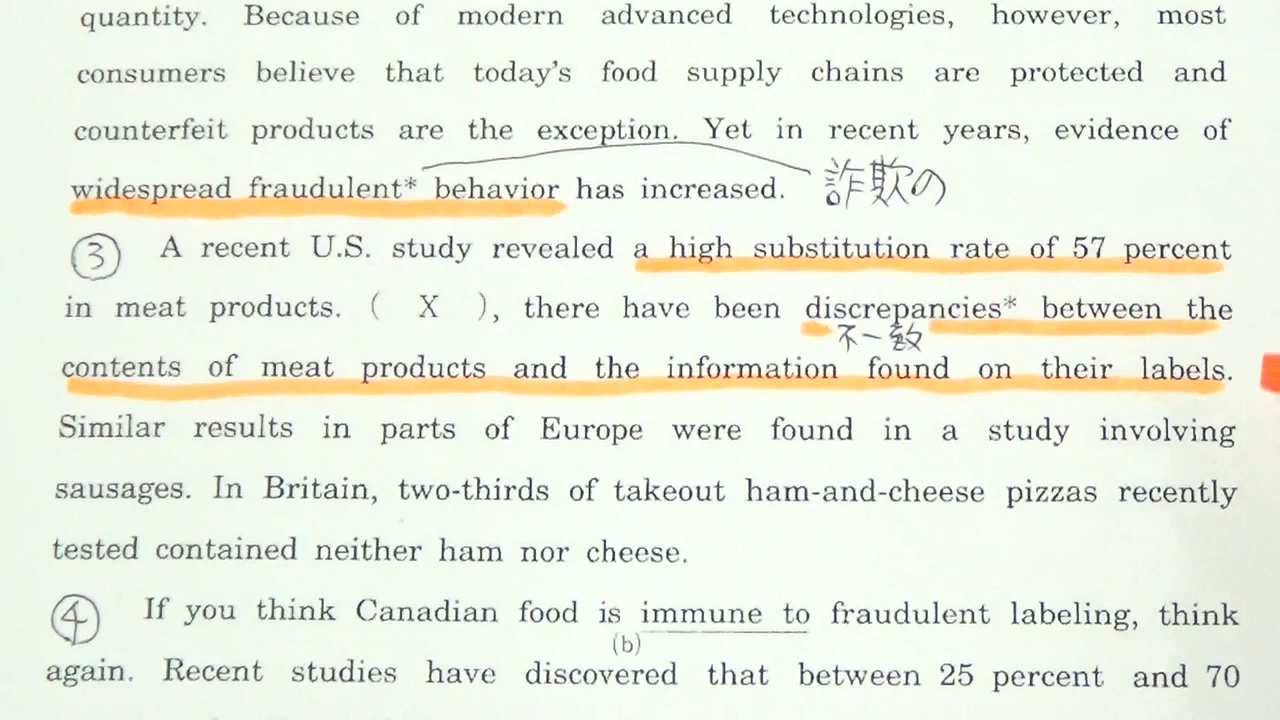 quantity. Because of modern advanced technologies, however, most
consumers believe that today's food supply chains are protected and
counterfeit products are the exception. Yet in recent years, evidence of
widespread fraudulent* behavior has increased. 詐欺の
③ A recent U.S. study revealed a high substitution rate of 57 percent
in meat products. ( X ), there have been discrepancies* between the
不一致
contents of meat products and the information found on their labels.
Similar results in parts of Europe were found in a study involving
sausages. In Britain, two-thirds of takeout ham-and-cheese pizzas recently
tested contained neither ham nor cheese.
④ If you think Canadian food is immune to fraudulent labeling, think
(b)
again. Recent studies have discovered that between 25 percent and 70